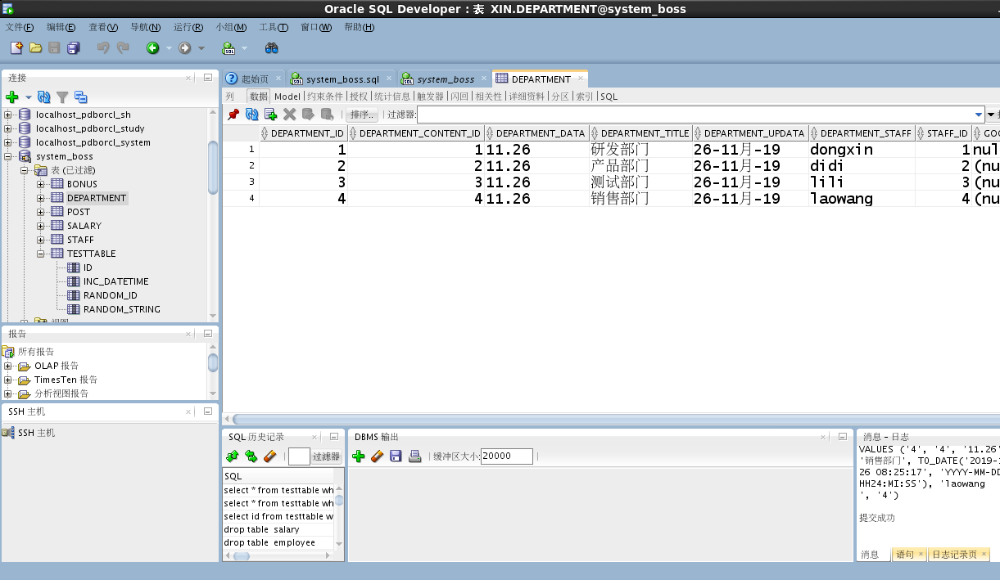 Oracle SQL Developer : 表 XIN.DEPARTMENT@system_boss
文件(F) 编辑(E) 查看(V) 导航(N) 运行(R) 小组(M) 工具(T) 窗口(W) 帮助(H)
连接
localhost_pdborcl_sh
localhost_pdborcl_study
localhost_pdborcl_system
system_boss
表 (已过滤)
BONUS
DEPARTMENT
POST
SALARY
STAFF
TESTTABLE
ID
INC_DATETIME
RANDOM_ID
RANDOM_STRING
视图
报告
所有报告
OLAP 报告
TimesTen 报告
分析视图报告
SSH 主机
SSH 主机
起始页 system_boss.sql system_boss DEPARTMENT
列 数据 Model 约束条件 授权 统计信息 触发器 闪回 相关性 详细资料 分区 索引 SQL
排序.. 过滤器:
DEPARTMENT_ID DEPARTMENT_CONTENT_ID DEPARTMENT_DATA DEPARTMENT_TITLE DEPARTMENT_UPDATA DEPARTMENT_STAFF STAFF_ID GOO
1 1 1 11.26 研发部门 26-11月-19 dongxin 1 nul
2 2 2 11.26 产品部门 26-11月-19 didi 2 (nu
3 3 3 11.26 测试部门 26-11月-19 lili 3 (nu
4 4 4 11.26 销售部门 26-11月-19 laowang 4 (nu
SQL 历史记录
过滤器
SQL
select * from testtable wh
select * from testtable wh
select id from testtable w
drop table salary
drop table employee
DBMS 输出
缓冲区大小: 20000
消息 - 日志
VALUES ('4', '4', '11.26'
'销售部门', TO_DATE('2019-1
26 08:25:17', 'YYYY-MM-DD
HH24:MI:SS'), 'laowang
', '4')
提交成功
消息 语句 日志记录页